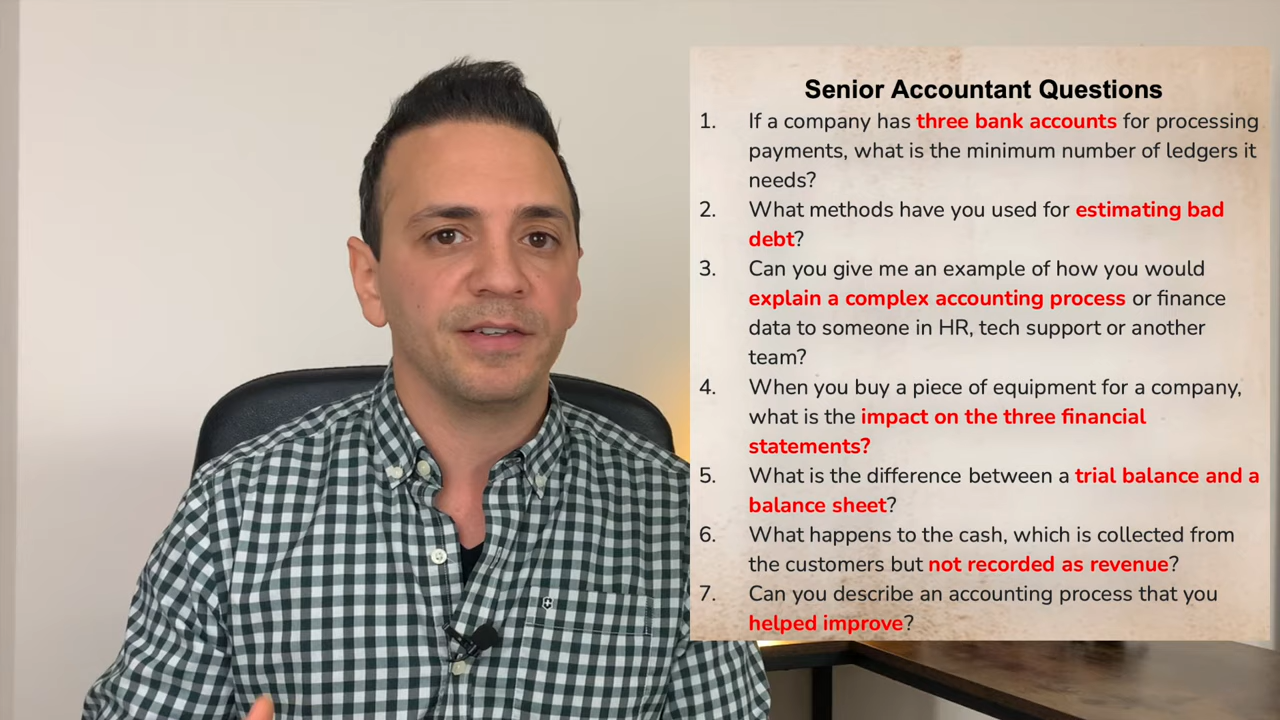 Senior Accountant Questions
1. If a company has three bank accounts for processing
payments, what is the minimum number of ledgers it
needs?
2. What methods have you used for estimating bad
debt?
3. Can you give me an example of how you would
explain a complex accounting process or finance
data to someone in HR, tech support or another
team?
4. When you buy a piece of equipment for a company,
what is the impact on the three financial
statements?
5. What is the difference between a trial balance and a
balance sheet?
6. What happens to the cash, which is collected from
the customers but not recorded as revenue?
7. Can you describe an accounting process that you
helped improve?